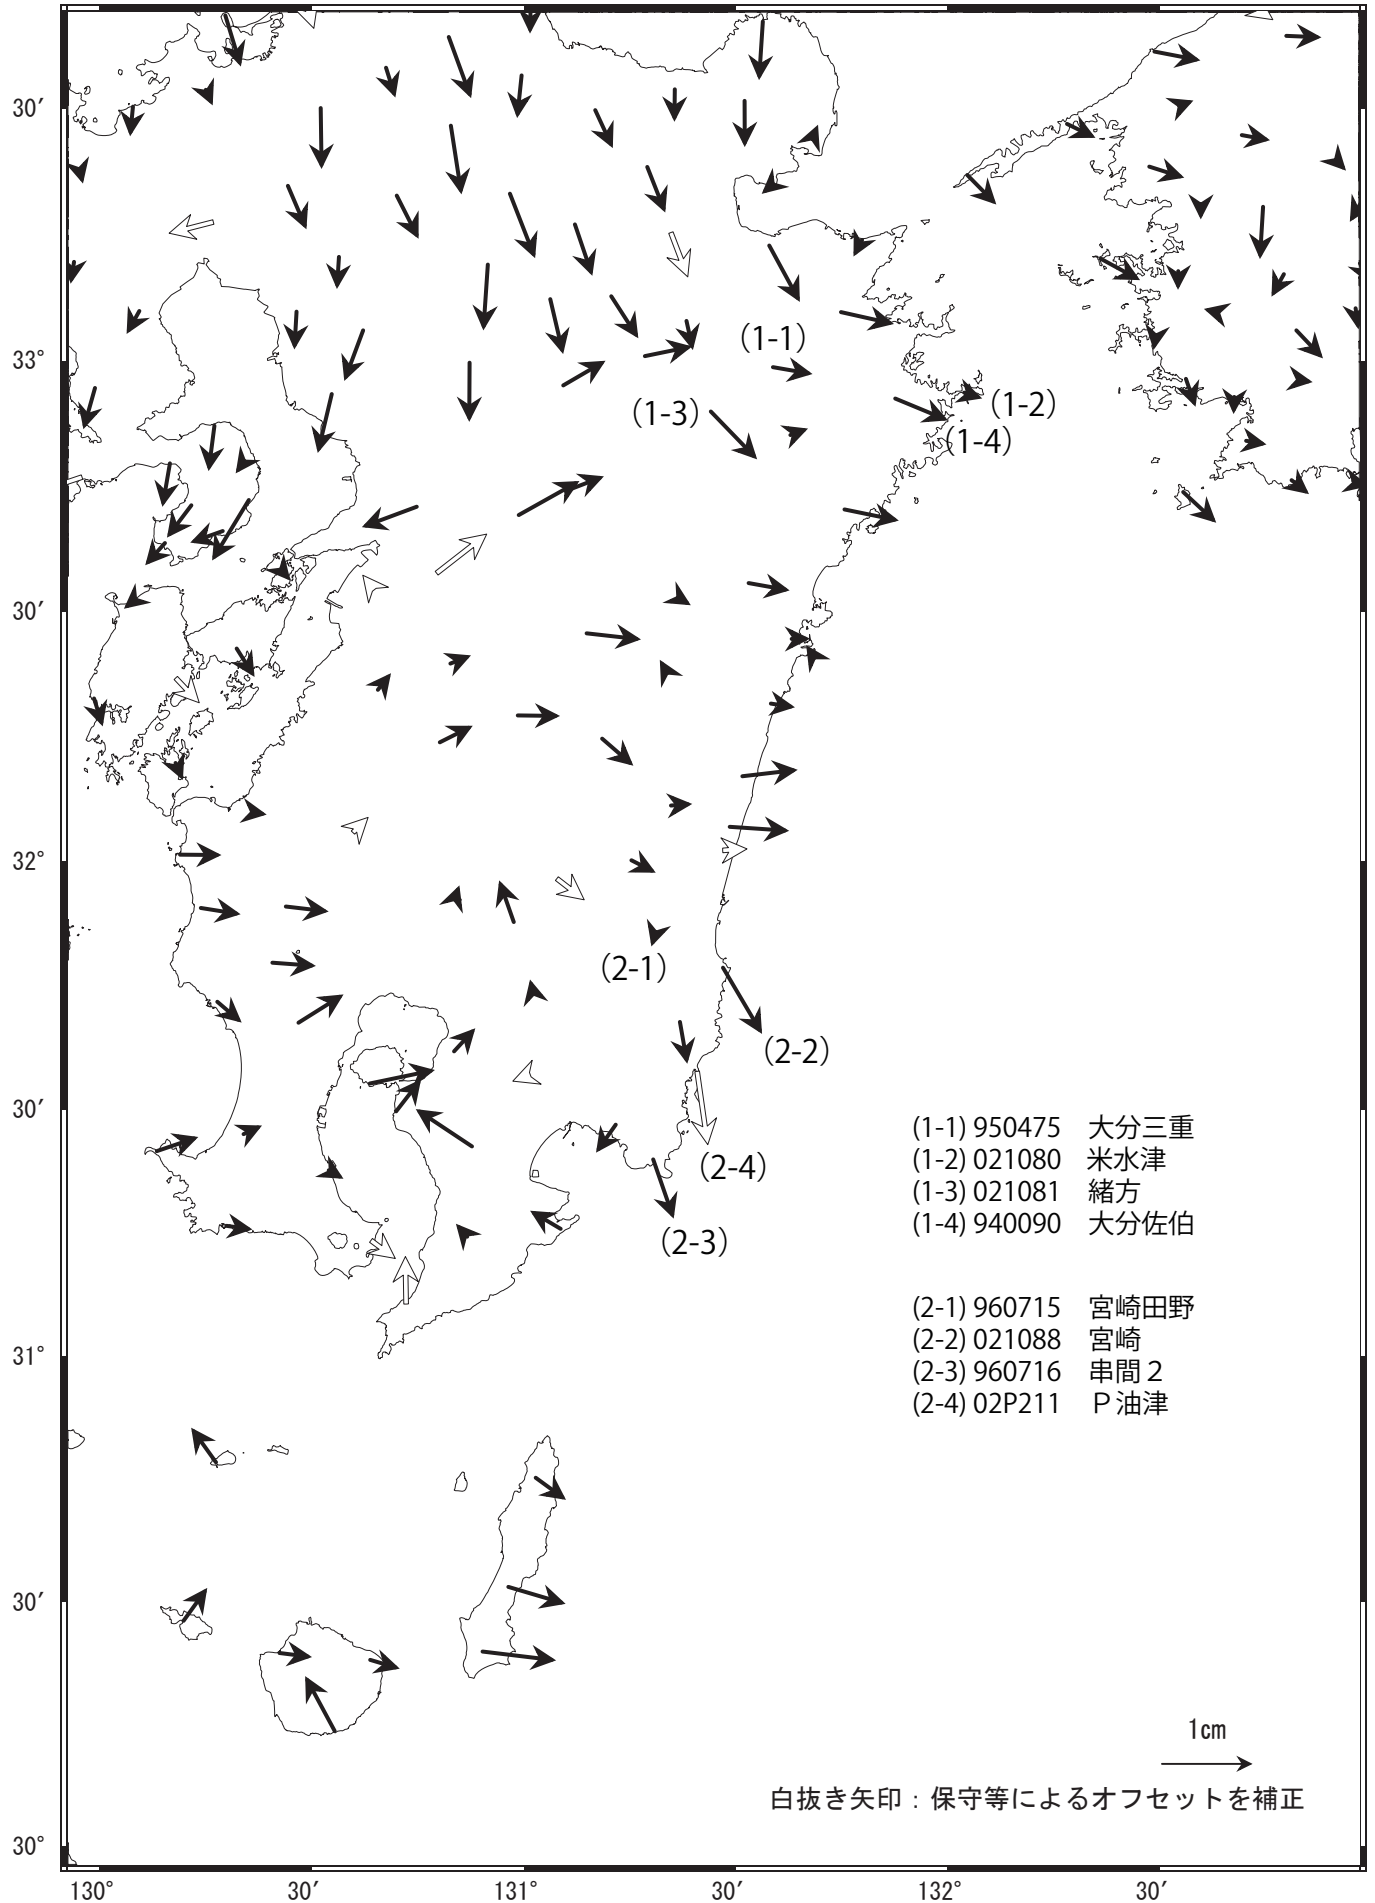 30′
33°
30′
32°
30′
31°
30′
30°
(1-1)
(1-2)
(1-3)
(1-4)
(2-1)
(2-2)
(2-4)
(2-3)
(1-1) 950475 大分三重
(1-2) 021080 米水津
(1-3) 021081 緒方
(1-4) 940090 大分佐伯
(2-1) 960715 宮崎田野
(2-2) 021088 宮崎
(2-3) 960716 串間２
(2-4) 02P211 Ｐ油津
1cm
白抜き矢印：保守等によるオフセットを補正
130° 30′ 131° 30′ 132° 30′